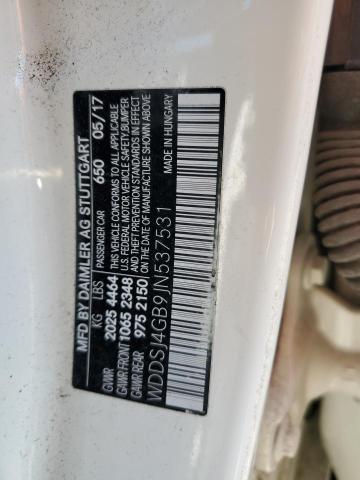 MFD BY DAIMLER AG STUTTGART
PASSENGER CAR 650 05/17
KG LBS
GVWR 2025 4464
GAWR FRONT 1065 2348
GAWR REAR 975 2150
THIS VEHICLE CONFORMS TO ALL APPLICABLE
U.S. FEDERAL MOTOR VEHICLE SAFETY, BUMPER
AND THEFT PREVENTION STANDARDS IN EFFECT
ON THE DATE OF MANUFACTURE SHOWN ABOVE
WDDSJ4GB9JN537531
MADE IN HUNGARY